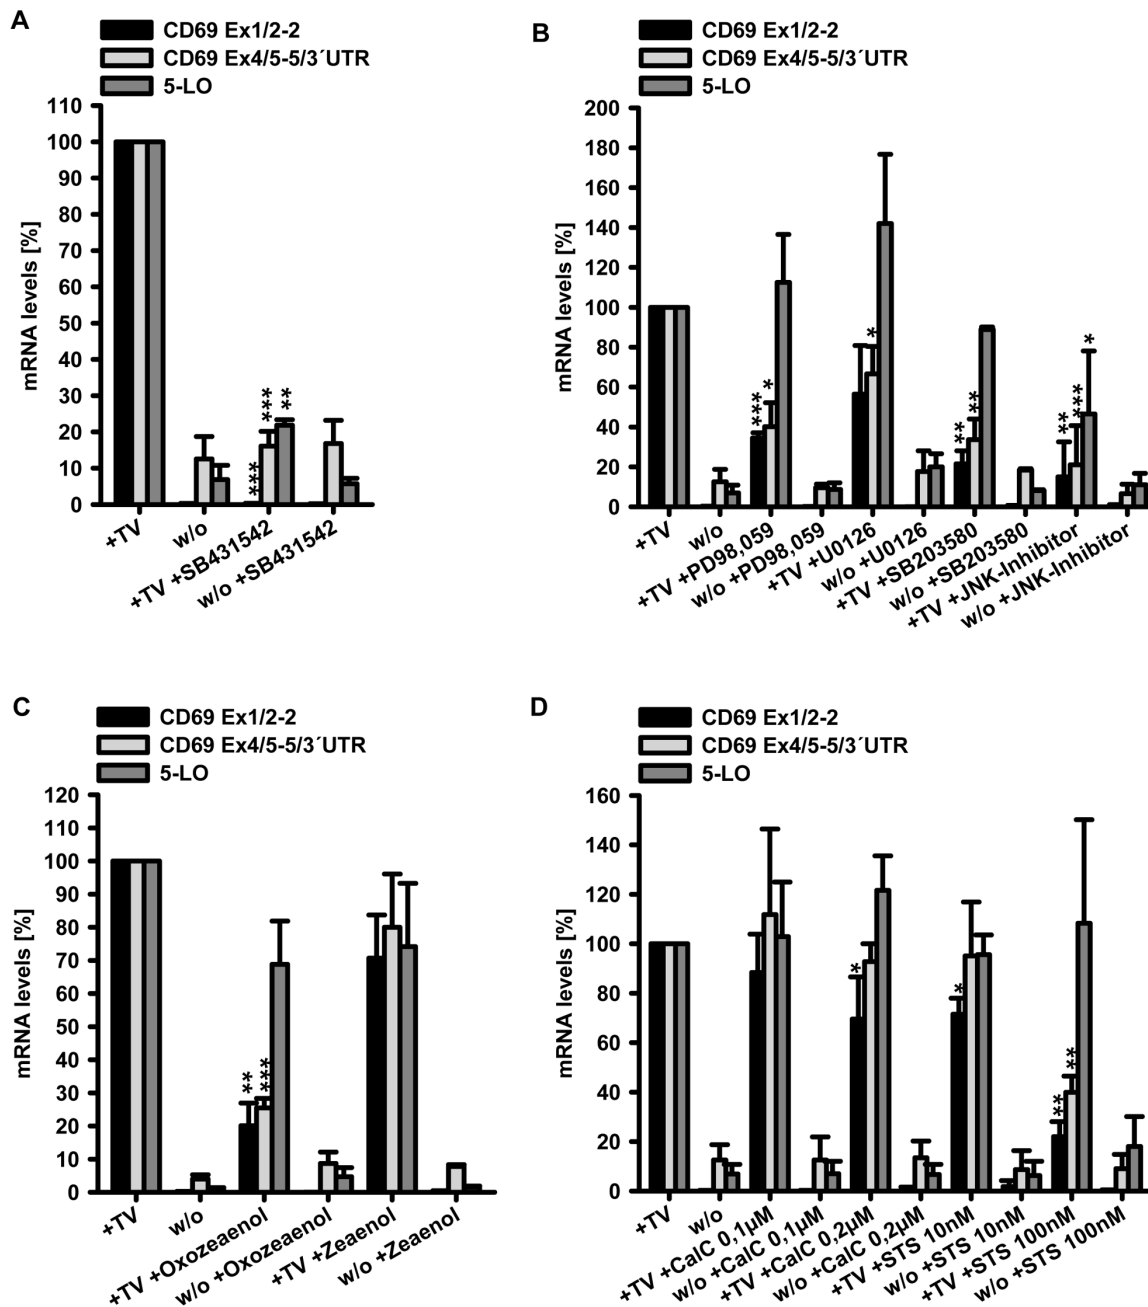 A
CD69 Ex1/2-2
CD69 Ex4/5-5/3´UTR
5-LO
mRNA levels [%]
110
100
90
80
70
60
50
40
30
20
10
0
***
***
**
+TV
w/o
+TV +SB431542
w/o +SB431542
B
CD69 Ex1/2-2
CD69 Ex4/5-5/3´UTR
5-LO
mRNA levels [%]
200
180
160
140
120
100
80
60
40
20
0
***
*
*
**
**
**
***
*
+TV
w/o
+TV +PD98,059
w/o +PD98,059
+TV +U0126
w/o +U0126
+TV +SB203580
w/o +SB203580
+TV +JNK-Inhibitor
w/o +JNK-Inhibitor
C
CD69 Ex1/2-2
CD69 Ex4/5-5/3´UTR
5-LO
mRNA levels [%]
120
110
100
90
80
70
60
50
40
30
20
10
0
**
***
+TV
w/o
+TV +Oxozeaenol
w/o +Oxozeaenol
+TV +Zeaenol
w/o +Zeaenol
D
CD69 Ex1/2-2
CD69 Ex4/5-5/3´UTR
5-LO
mRNA levels [%]
160
140
120
100
80
60
40
20
0
*
*
**
**
+TV
w/o
+TV +CalC 0,1µM
w/o +CalC 0,1µM
+TV +CalC 0,2µM
w/o +CalC 0,2µM
+TV +STS 10nM
w/o +STS 10nM
+TV +STS 100nM
w/o +STS 100nM